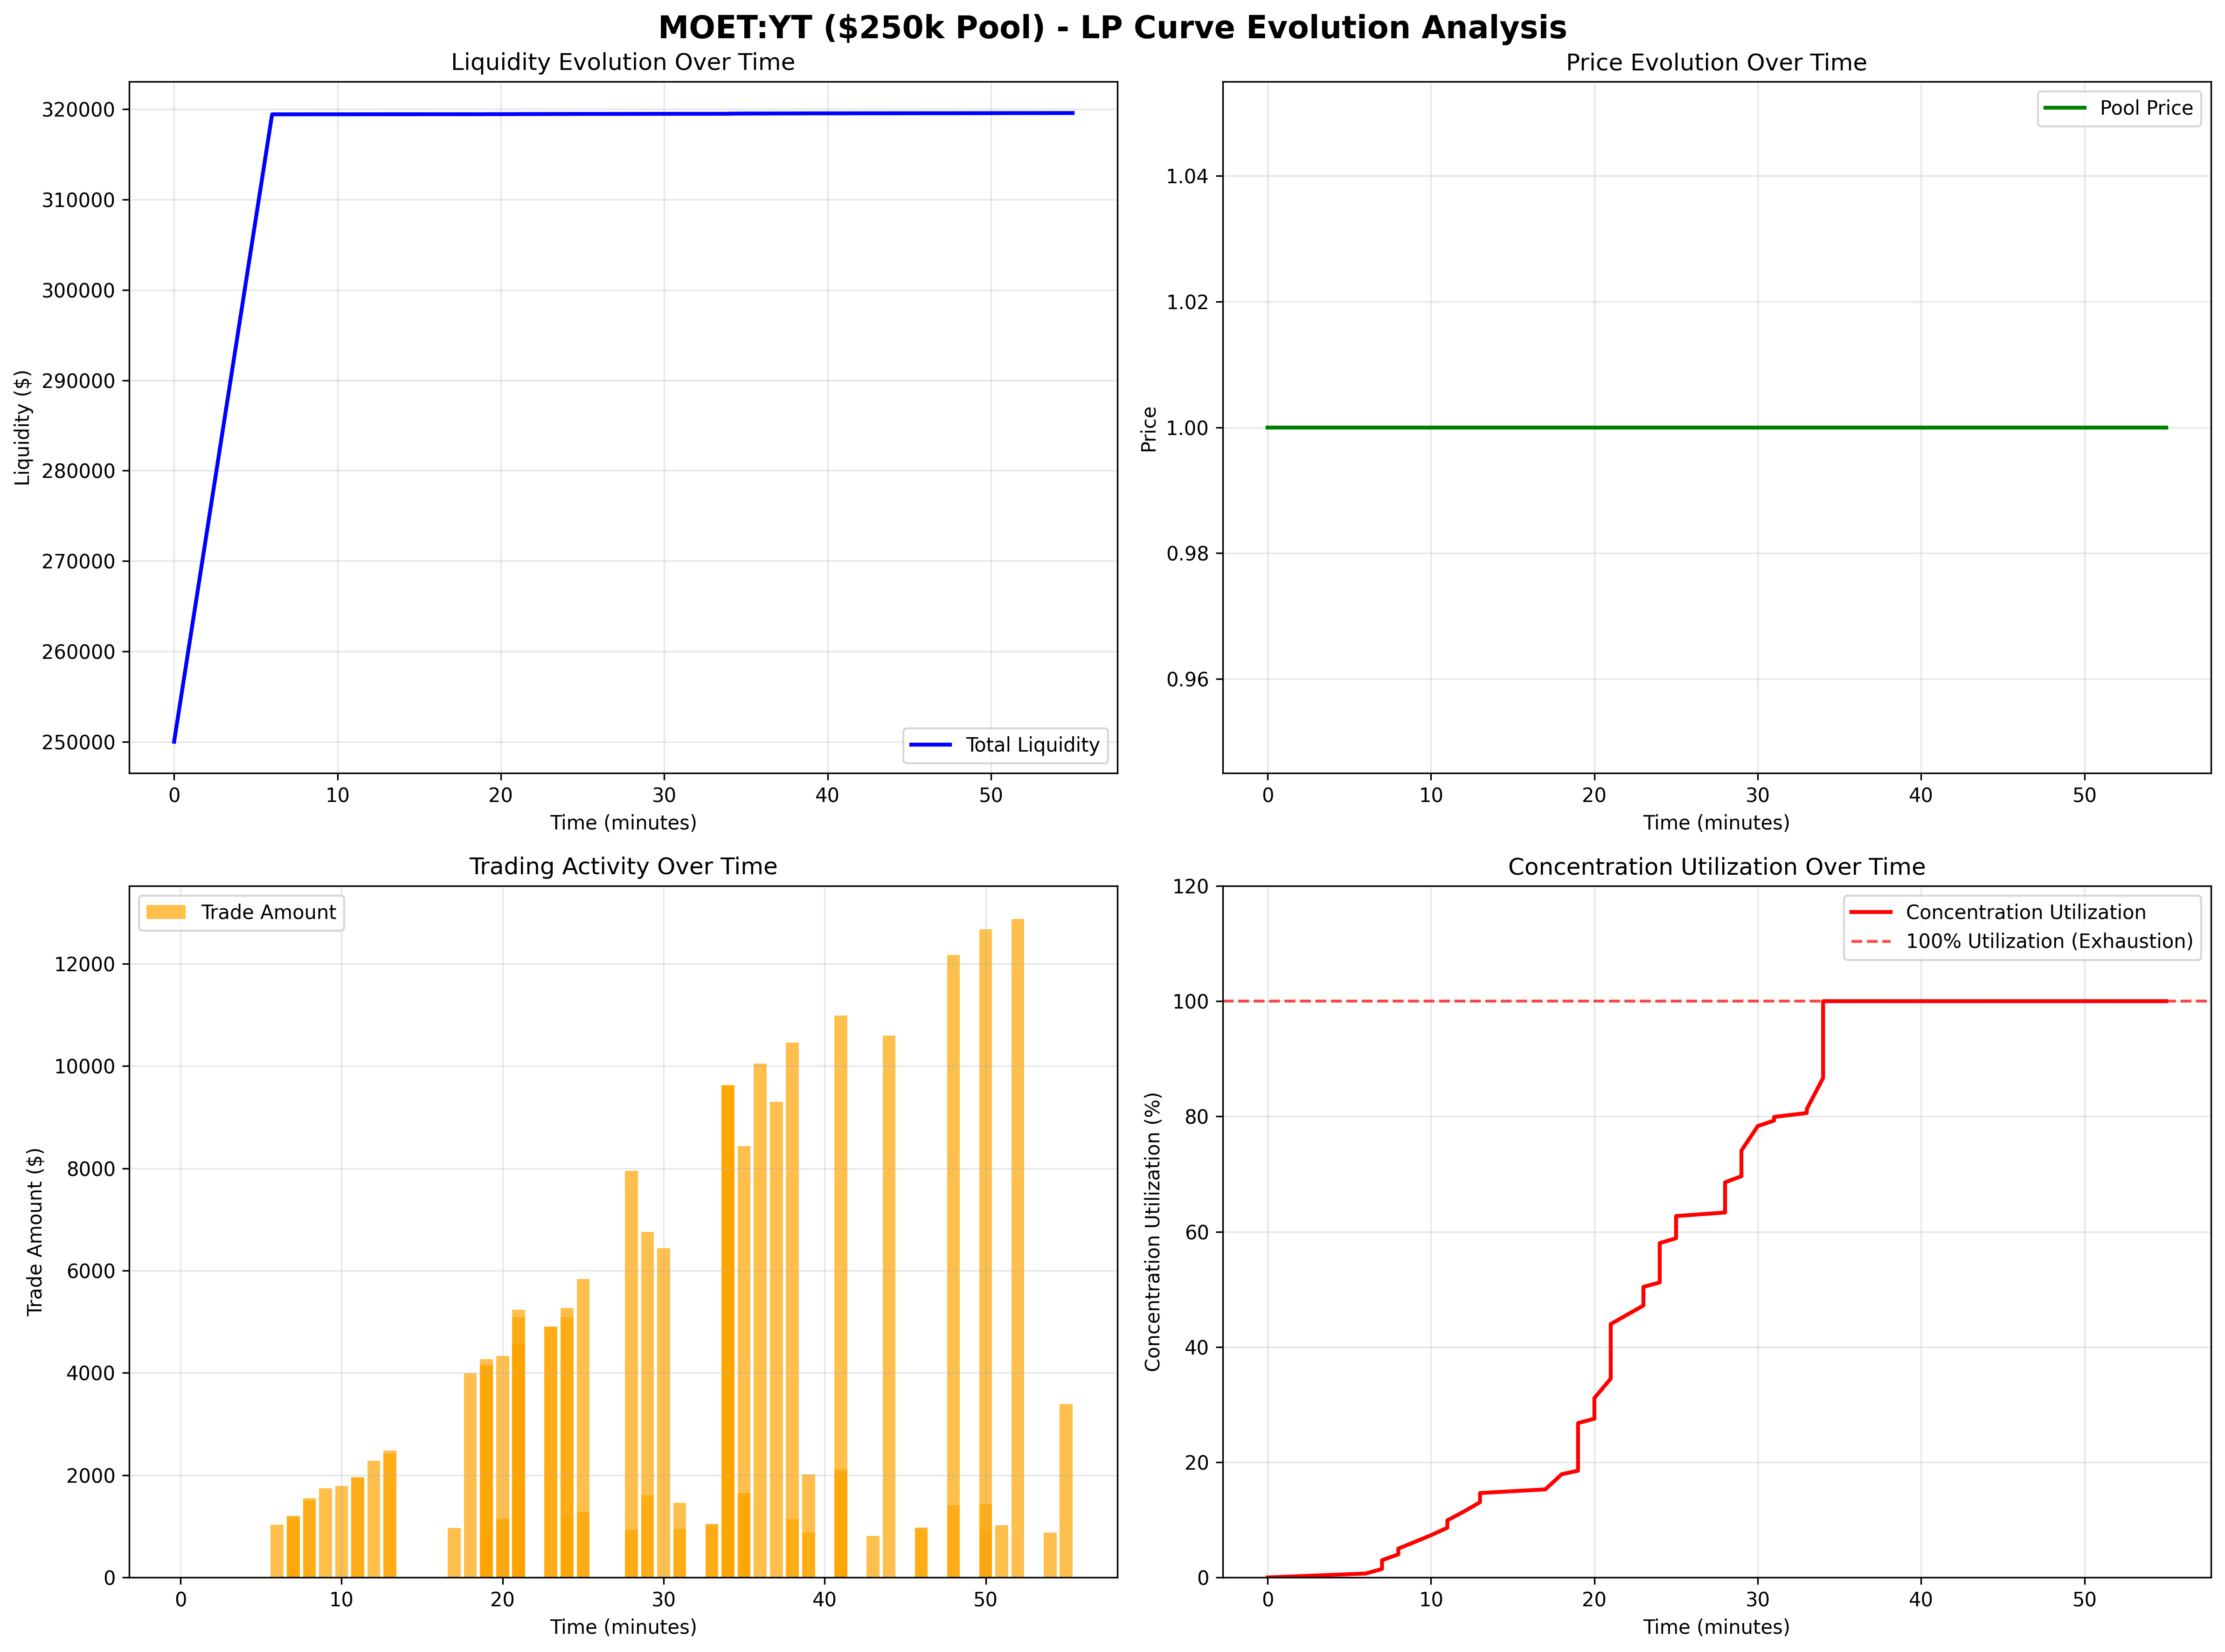 MOET:YT ($250k Pool) - LP Curve Evolution Analysis
Liquidity Evolution Over Time
320000
310000
300000
290000
280000
270000
260000
250000
Liquidity ($)
Total Liquidity
0 10 20 30 40 50
Time (minutes)
Price Evolution Over Time
Pool Price
1.04
1.02
1.00
0.98
0.96
Price
0 10 20 30 40 50
Time (minutes)
Trading Activity Over Time
Trade Amount
12000
10000
8000
6000
4000
2000
0
Trade Amount ($)
0 10 20 30 40 50
Time (minutes)
Concentration Utilization Over Time
Concentration Utilization
100% Utilization (Exhaustion)
120
100
80
60
40
20
0
Concentration Utilization (%)
0 10 20 30 40 50
Time (minutes)